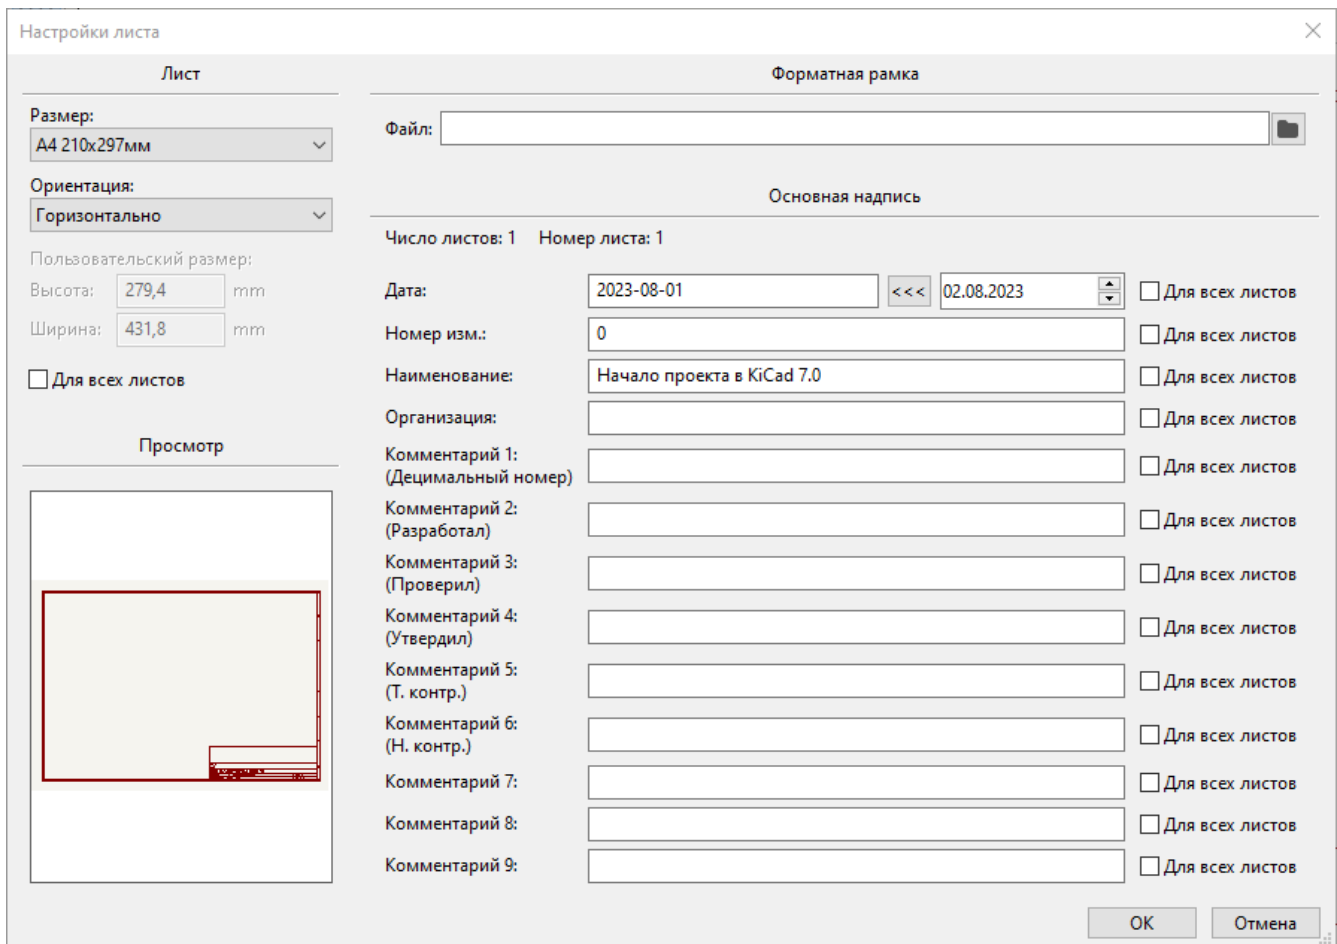 Настройки листа
Лист
Размер:
A4 210x297мм
Ориентация:
Горизонтально
Пользовательский размер:
Высота: 279,4 mm
Ширина: 431,8 mm
Для всех листов
Просмотр
Форматная рамка
Файл:
Основная надпись
Число листов: 1 Номер листа: 1
Дата: 2023-08-01 <<< 02.08.2023 Для всех листов
Номер изм.: 0 Для всех листов
Наименование: Начало проекта в KiCad 7.0 Для всех листов
Организация: Для всех листов
Комментарий 1:
(Децимальный номер) Для всех листов
Комментарий 2:
(Разработал) Для всех листов
Комментарий 3:
(Проверил) Для всех листов
Комментарий 4:
(Утвердил) Для всех листов
Комментарий 5:
(Т. контр.) Для всех листов
Комментарий 6:
(Н. контр.) Для всех листов
Комментарий 7: Для всех листов
Комментарий 8: Для всех листов
Комментарий 9: Для всех листов
OK Отмена